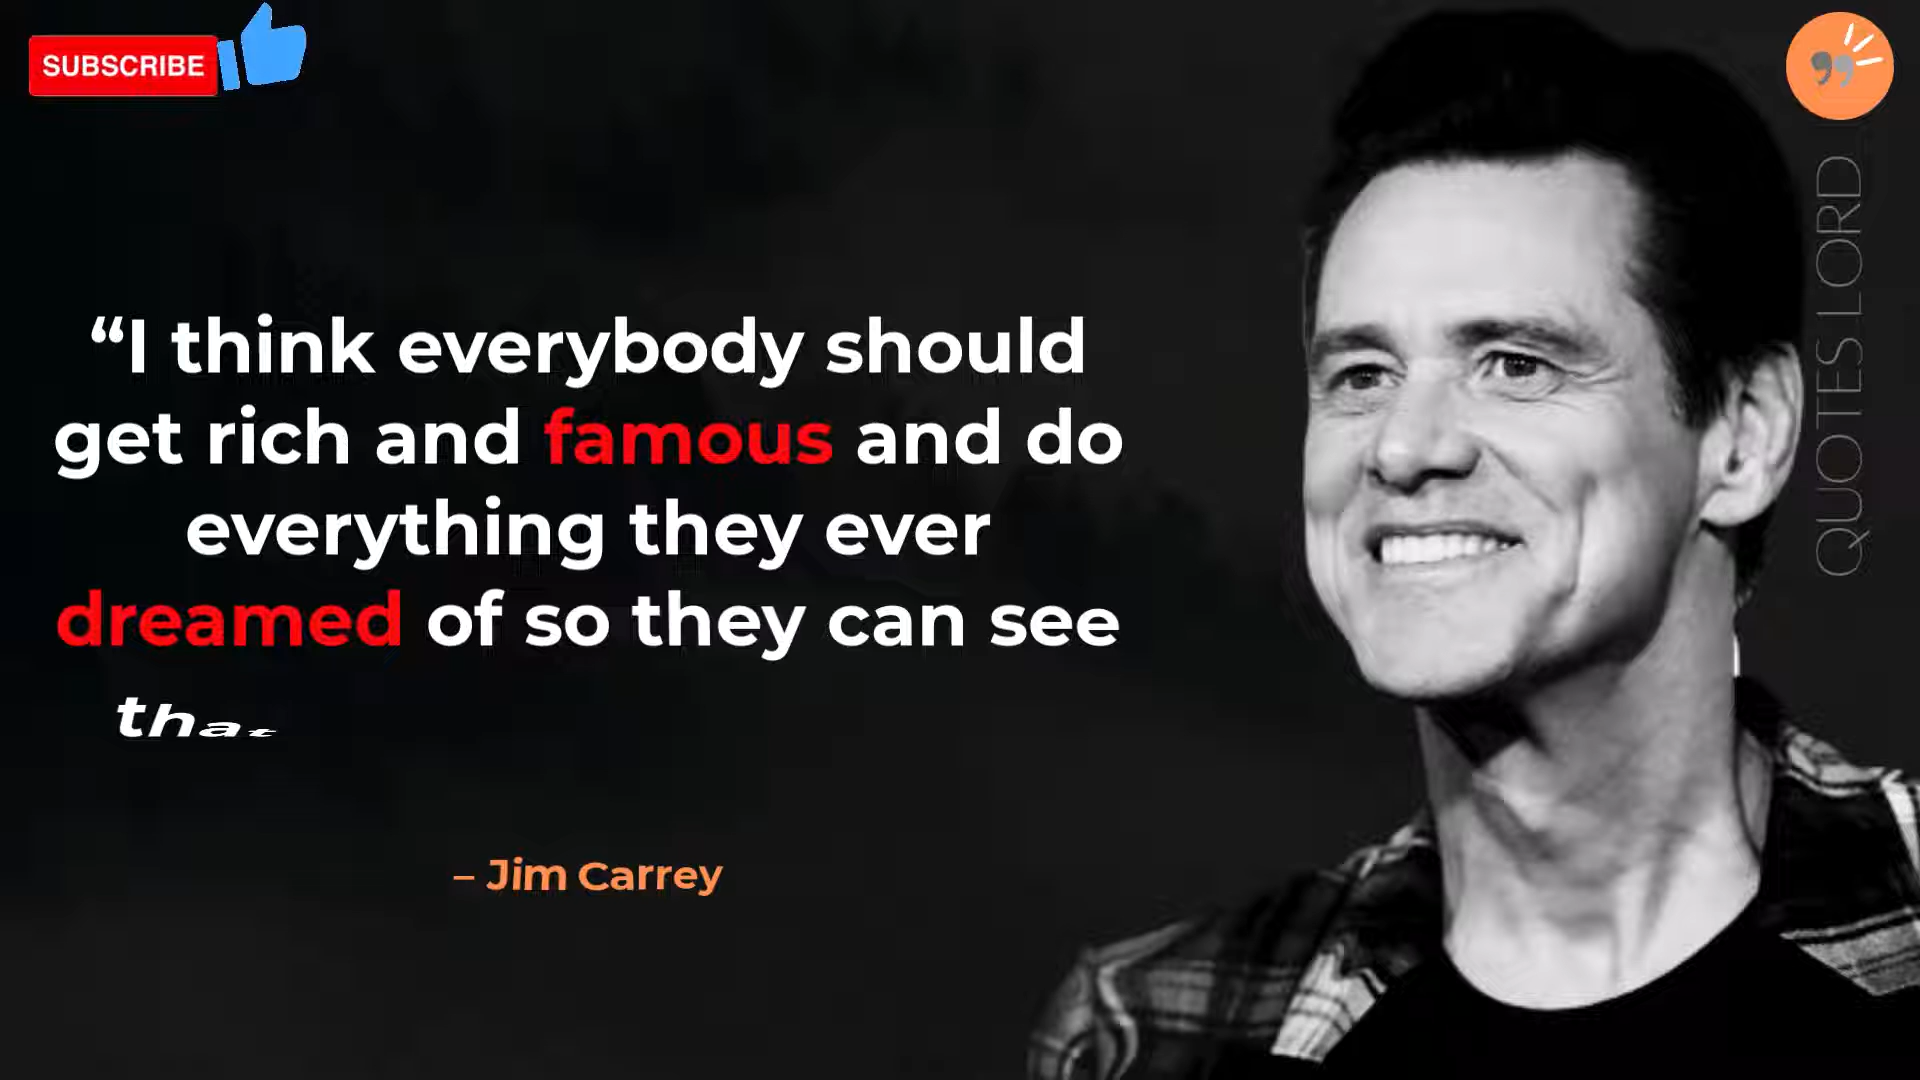 SUBSCRIBE
“I think everybody should
get rich and famous and do
everything they ever
dreamed of so they can see
that
– Jim Carrey
QUOTES LORD